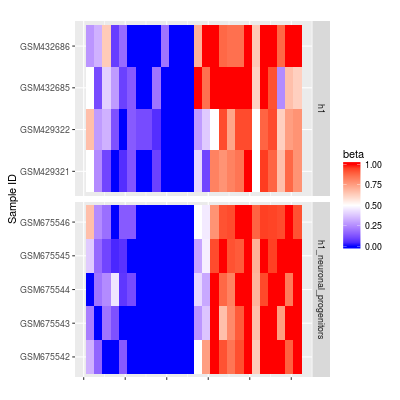 Sample ID
GSM432686
GSM432685
GSM429322
GSM429321
h1
GSM675546
GSM675545
GSM675544
GSM675543
GSM675542
h1_neuronal_progenitors
beta
1.00
0.75
0.50
0.25
0.00